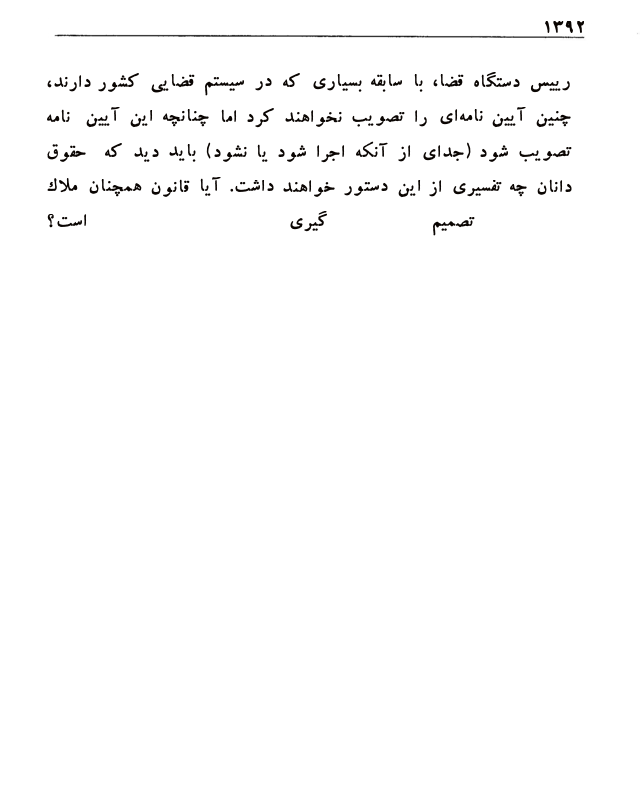 ۱۳۹۲
رییس دستگاه قضا، با سابقه بسیاری که در سیستم قضایی کشور دارند،
چنین آیین نامه‌ای را تصویب نخواهند کرد اما چنانچه این آیین نامه
تصویب شود (جدای از آنکه اجرا شود یا نشود) باید دید که حقوق
دانان چه تفسیری از این دستور خواهند داشت. آیا قانون همچنان ملاك
تصمیم گیری است؟